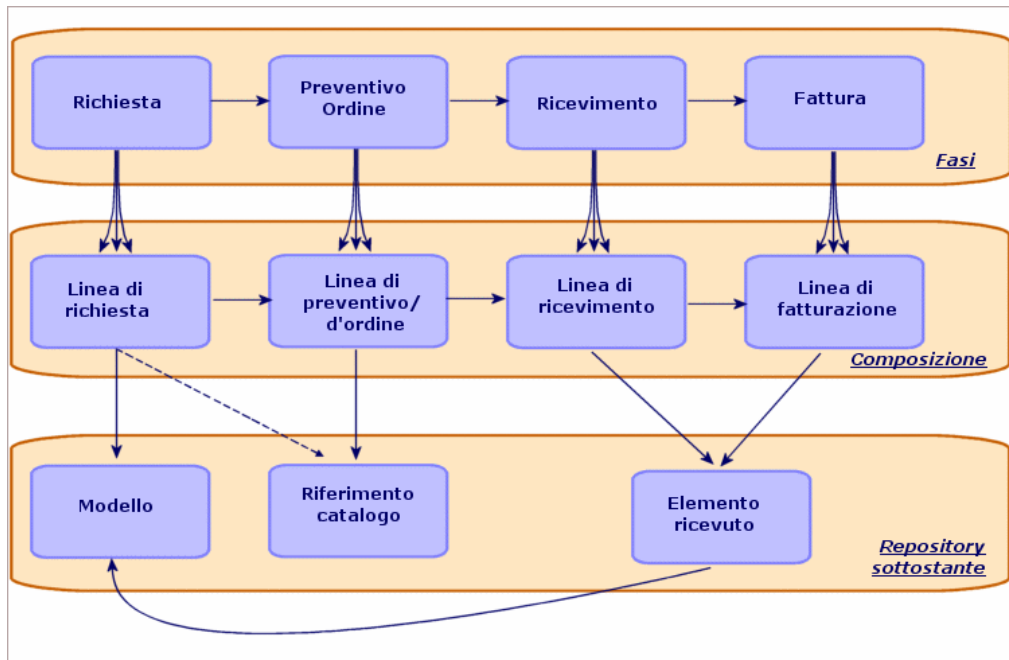 Richiesta
Preventivo
Ordine
Ricevimento
Fattura
Fasi
Linea di
richiesta
Linea di
preventivo/
d'ordine
Linea di
ricevimento
Linea di
fatturazione
Composizione
Modello
Riferimento
catalogo
Elemento
ricevuto
Repository
sottostante